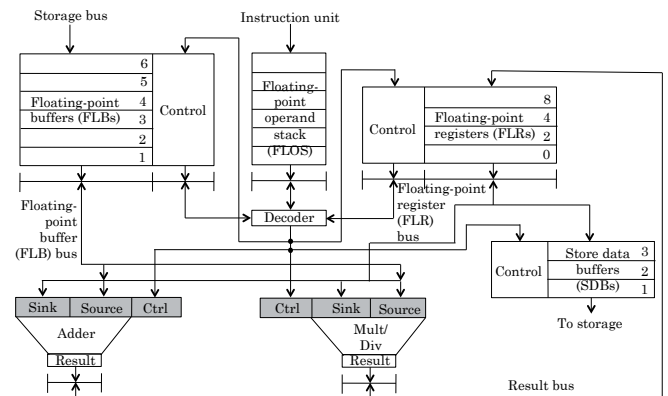 Storage bus
Instruction unit
6
5
Floating-point 4
buffers (FLBs) 3
2
1
Control
Floating-
point
operand
stack
(FLOS)
Control
8
Floating-point 4
registers (FLRs) 2
0
Floating-
point
buffer
(FLB) bus
Decoder
Floating-point
register
(FLR)
bus
Control
Store data 3
buffers 2
(SDBs) 1
To storage
Sink Source Ctrl
Adder
Result
Ctrl Sink Source
Mult/
Div
Result
Result bus